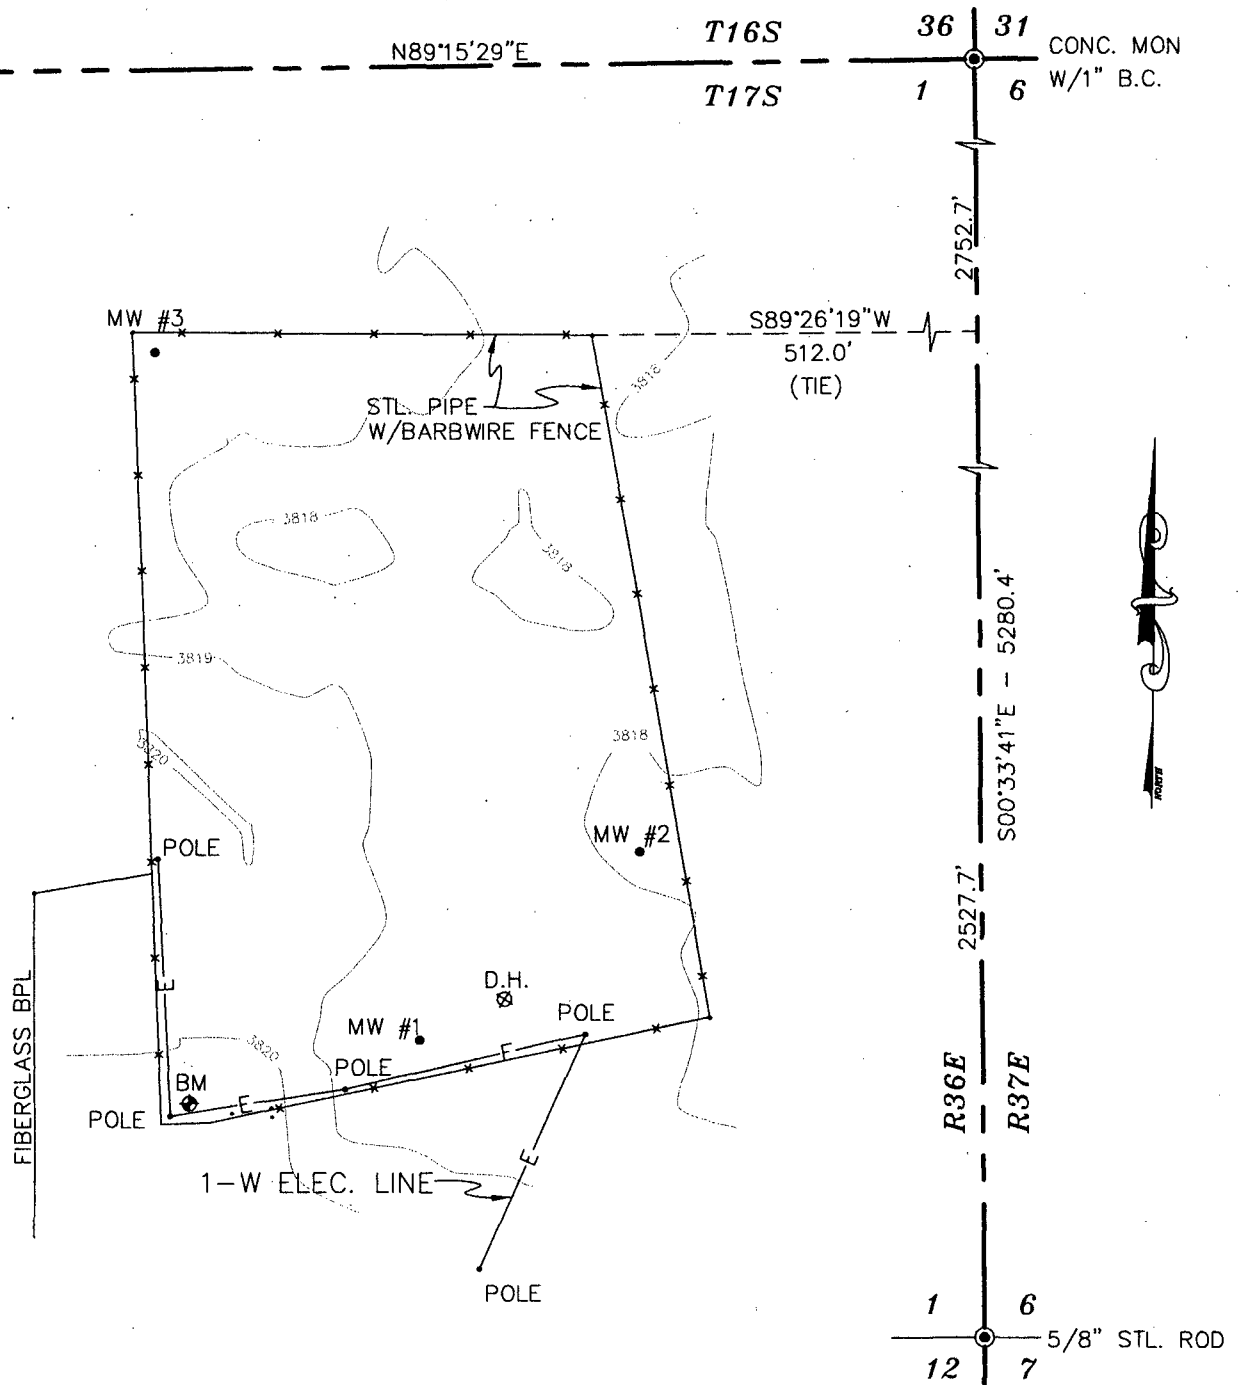 T16S
36 31
N89°15'29"E
CONC. MON
W/1" B.C.
T17S
1 6
2752.7'
MW #3
S89°26'19"W
512.0'
(TIE)
3818
STL. PIPE
W/BARBWIRE FENCE
3818
3818
S00°33'41"E - 5280.4'
3819
NORTH
3818
3820
MW #2
POLE
2527.7'
FIBERGLASS BPL
E
D.H.
POLE
MW #1
3820
E
POLE
BM
E
POLE
R36E
R37E
E
1-W ELEC. LINE
POLE
1 6
5/8" STL. ROD
12 7